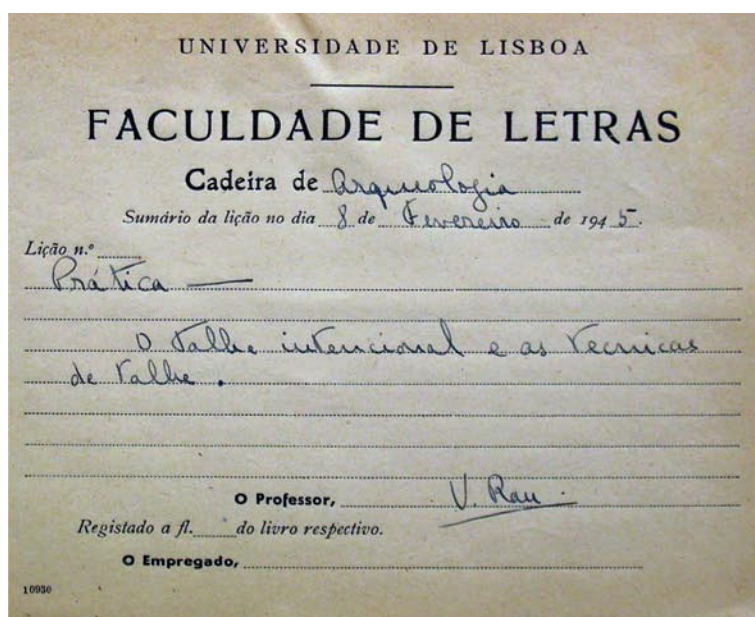 UNIVERSIDADE DE LISBOA
FACULDADE DE LETRAS
Cadeira de Arqueologia
Sumário da lição no dia 8 de Fevereiro de 1945.
Lição n.º
Prática —
O talhe intencional e as tecnicas
de talhe.
O Professor, V. Rau.
Registado a fl. do livro respectivo.
O Empregado,
10930